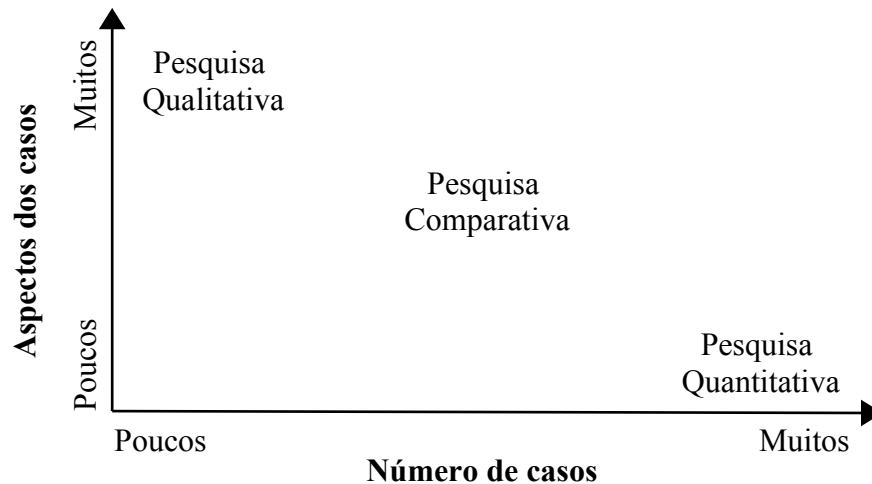 Aspectos dos casos
Muitos
Poucos
Pesquisa
Qualitativa
Pesquisa
Comparativa
Pesquisa
Quantitativa
Poucos
Muitos
Número de casos